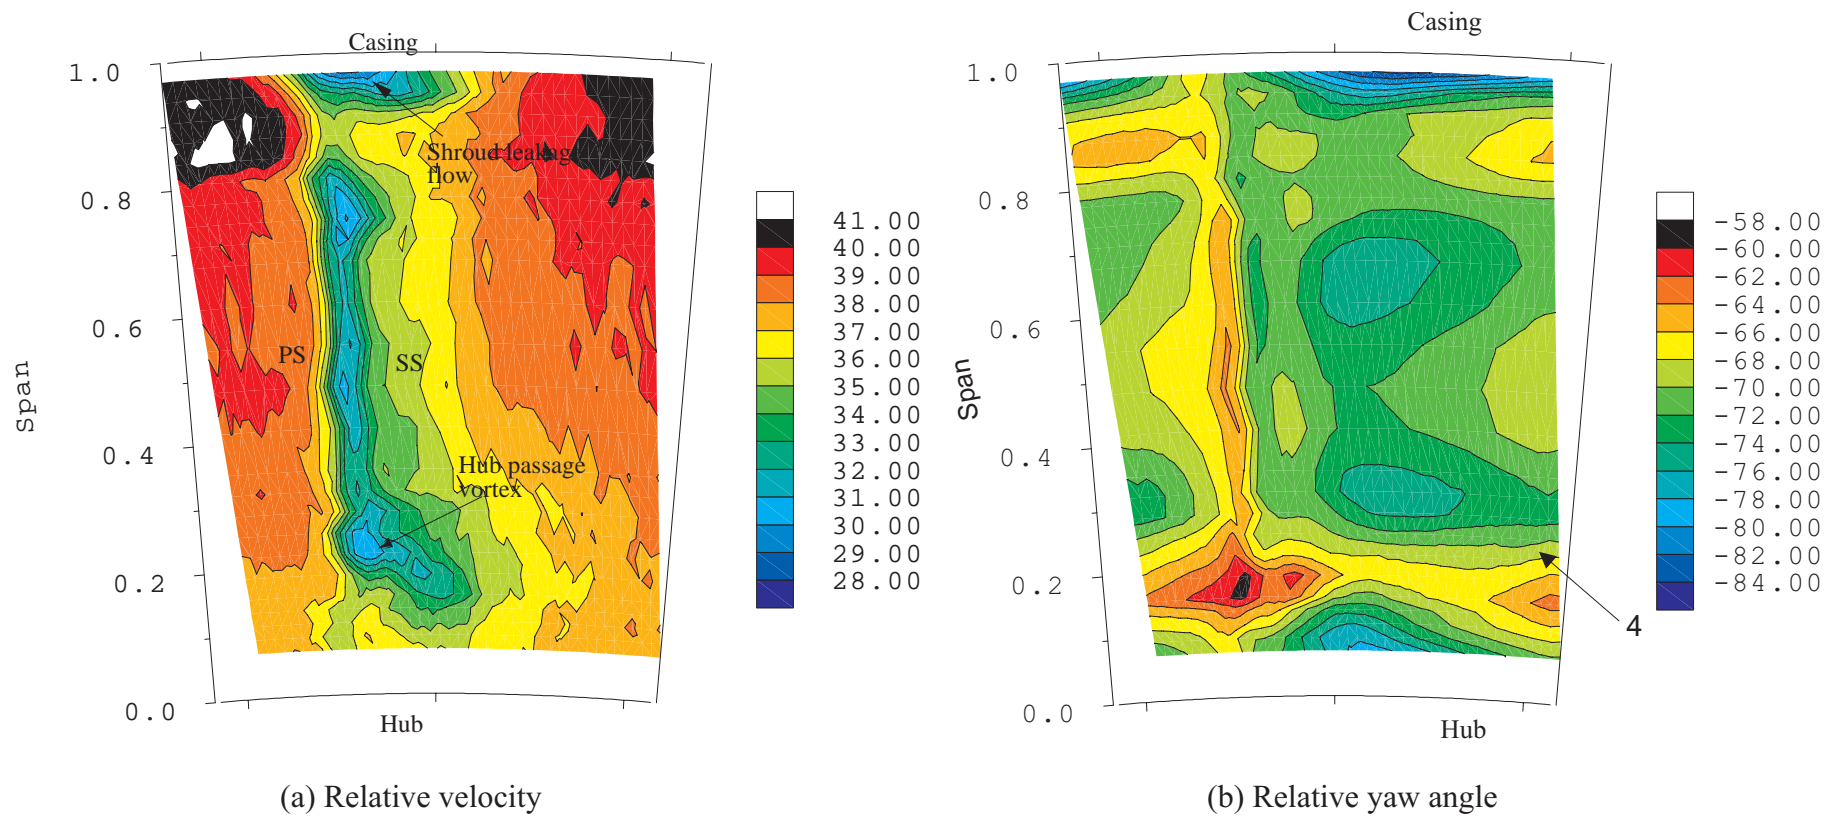 Casing
1.0
0.8
0.6
0.4
0.2
0.0
Span
Shroud leakag
flow
PS
SS
Hub passage
vortex
Hub
41.00
40.00
39.00
38.00
37.00
36.00
35.00
34.00
33.00
32.00
31.00
30.00
29.00
28.00
(a) Relative velocity
Casing
1.0
0.8
0.6
0.4
0.2
0.0
Span
4
Hub
-58.00
-60.00
-62.00
-64.00
-66.00
-68.00
-70.00
-72.00
-74.00
-76.00
-78.00
-80.00
-82.00
-84.00
(b) Relative yaw angle